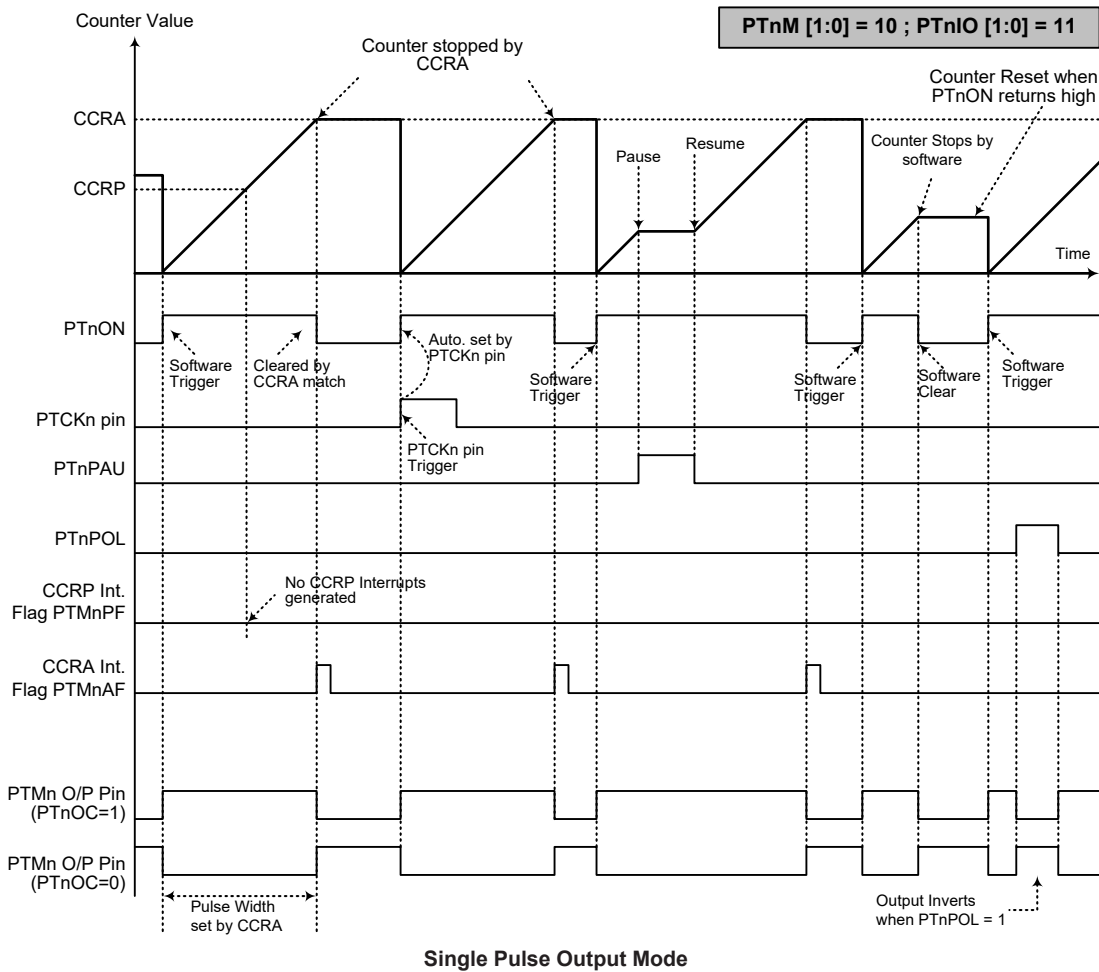 Counter Value
PTnM [1:0] = 10 ; PTnIO [1:0] = 11
Counter stopped by
CCRA
Counter Reset when
PTnON returns high
CCRA
Pause
Resume
Counter Stops by
software
CCRP
Time
PTnON
Software
Trigger
Cleared by
CCRA match
Auto. set by
PTCKn pin
Software
Trigger
Software
Trigger
Software
Clear
Software
Trigger
PTCKn pin
PTCKn pin
Trigger
PTnPAU
PTnPOL
No CCRP Interrupts
generated
CCRP Int.
Flag PTMnPF
CCRA Int.
Flag PTMnAF
PTMn O/P Pin
(PTnOC=1)
PTMn O/P Pin
(PTnOC=0)
Pulse Width
set by CCRA
Output Inverts
when PTnPOL = 1
Single Pulse Output Mode